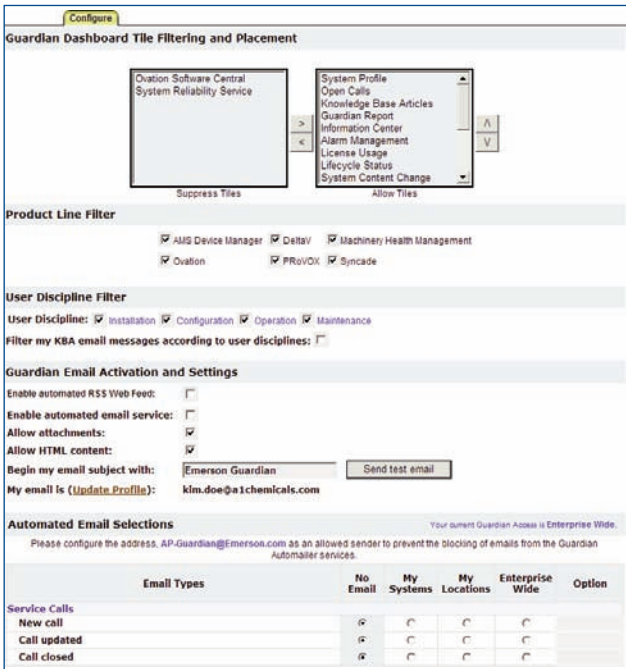 Configure
Guardian Dashboard Tile Filtering and Placement
Ovation Software Central
System Reliability Service
System Profile
Open Calls
Knowledge Base Articles
Guardian Report
Information Center
Alarm Management
License Usage
Lifecycle Status
System Content Change
>
<
Λ
V
Suppress Tiles
Allow Tiles
Product Line Filter
AMS Device Manager DeltaV Machinery Health Management
Ovation PRoVOX Syncade
User Discipline Filter
User Discipline: Installation Configuration Operation Maintenance
Filter my KBA email messages according to user disciplines:
Guardian Email Activation and Settings
Enable automated RSS Web Feed:
Enable automated email service:
Allow attachments:
Allow HTML content:
Begin my email subject with: Emerson Guardian Send test email
My email is (Update Profile): kim.doe@a1chemicals.com
Automated Email Selections Your current Guardian Access is Enterprise Wide.
Please configure the address, AP-Guardian@Emerson.com as an allowed sender to prevent the blocking of emails from the Guardian
Automailer services.
Email Types No Email My Systems My Locations Enterprise Wide Option
Service Calls
New call
Call updated
Call closed